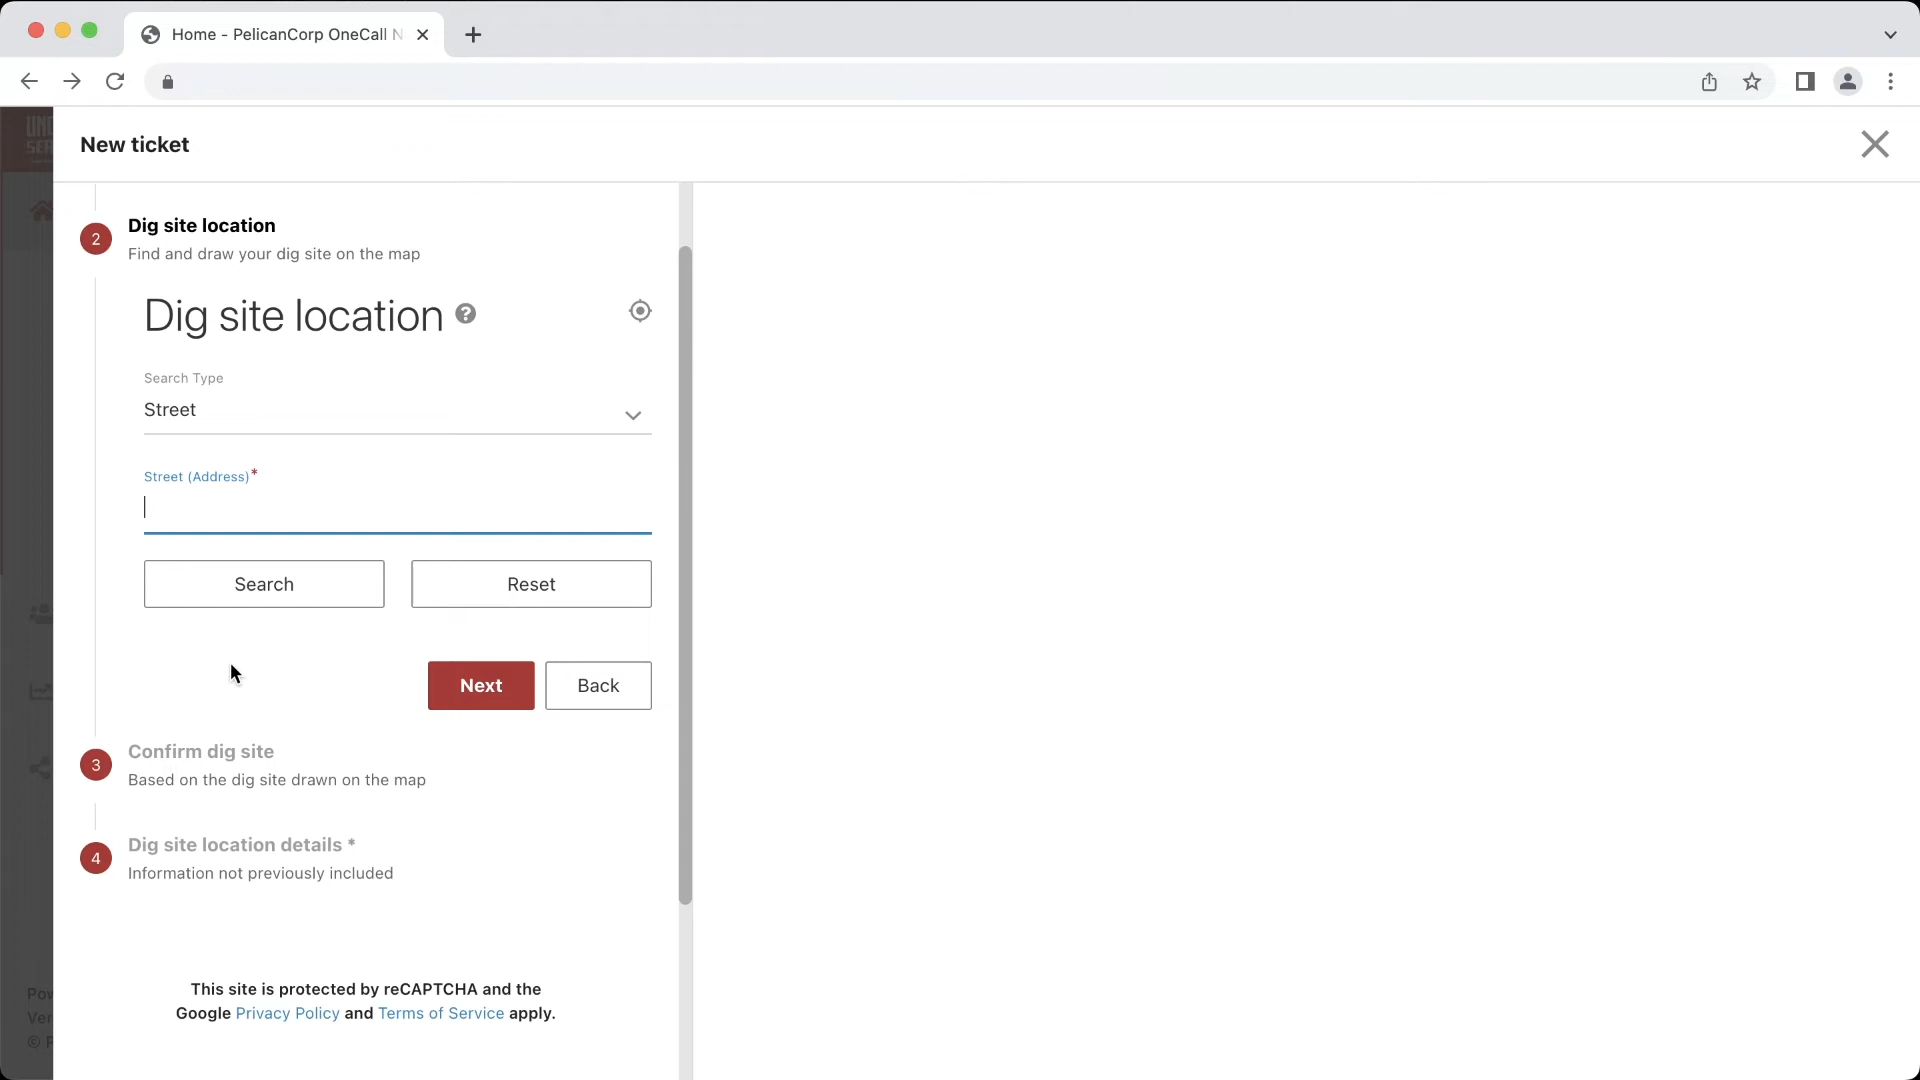 Home - PelicanCorp OneCall N
New ticket
2
Dig site location
Find and draw your dig site on the map
Dig site location ?
Search Type
Street
Street (Address)*
Search
Reset
Next
Back
3
Confirm dig site
Based on the dig site drawn on the map
4
Dig site location details *
Information not previously included
This site is protected by reCAPTCHA and the
Google Privacy Policy and Terms of Service apply.